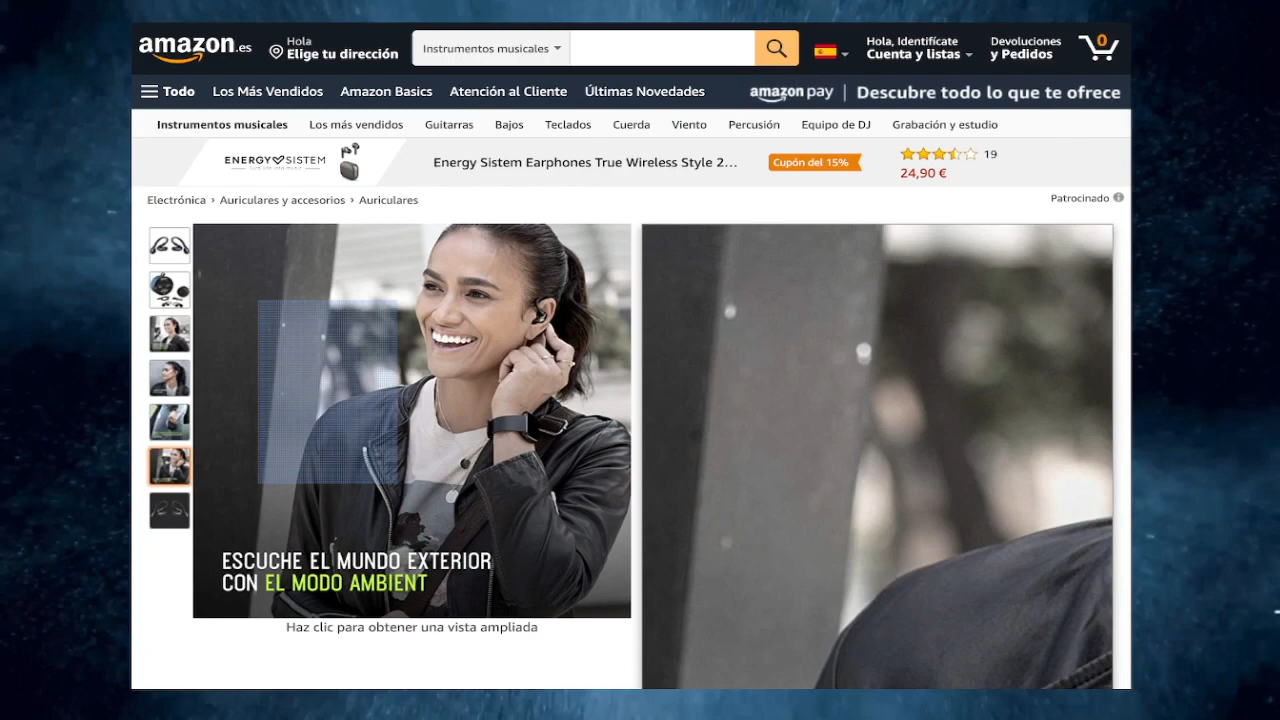 amazon.es
Hola
Elige tu dirección
Instrumentos musicales
Hola, Identifícate
Cuenta y listas
Devoluciones
y Pedidos
0
Todo
Los Más Vendidos
Amazon Basics
Atención al Cliente
Últimas Novedades
amazon pay | Descubre todo lo que te ofrece
Instrumentos musicales
Los más vendidos
Guitarras
Bajos
Teclados
Cuerda
Viento
Percusión
Equipo de DJ
Grabación y estudio
ENERGY SISTEM
Energy Sistem Earphones True Wireless Style 2...
Cupón del 15%
19
24,90 €
Electrónica › Auriculares y accesorios › Auriculares
Patrocinado
ESCUCHE EL MUNDO EXTERIOR
CON EL MODO AMBIENT
Haz clic para obtener una vista ampliada